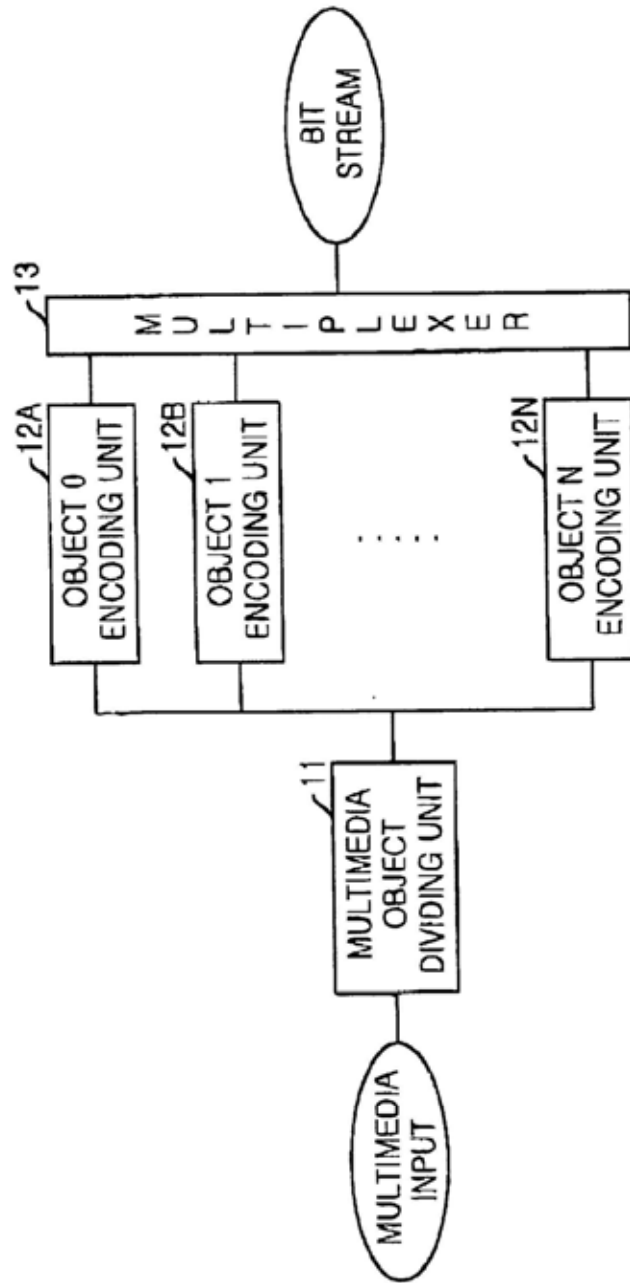 MULTIMEDIA
INPUT
11
MULTIMEDIA
OBJECT
DIVIDING UNIT
12A
OBJECT 0
ENCODING UNIT
12B
OBJECT 1
ENCODING UNIT
.....
12N
OBJECT N
ENCODING UNIT
13
MULTIPLEXER
BIT
STREAM